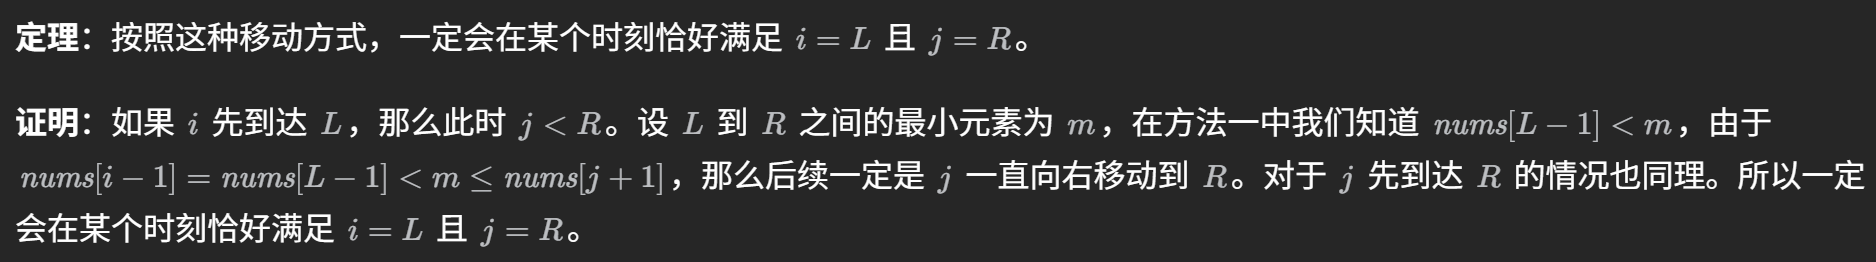 定理：按照这种移动方式，一定会在某个时刻恰好满足 i = L 且 j = R。
证明：如果 i 先到达 L，那么此时 j < R。设 L 到 R 之间的最小元素为 m，在方法一中我们知道 nums[L − 1] < m，由于
nums[i − 1] = nums[L − 1] < m ≤ nums[j + 1]，那么后续一定是 j 一直向右移动到 R。对于 j 先到达 R 的情况也同理。所以一定
会在某个时刻恰好满足 i = L 且 j = R。